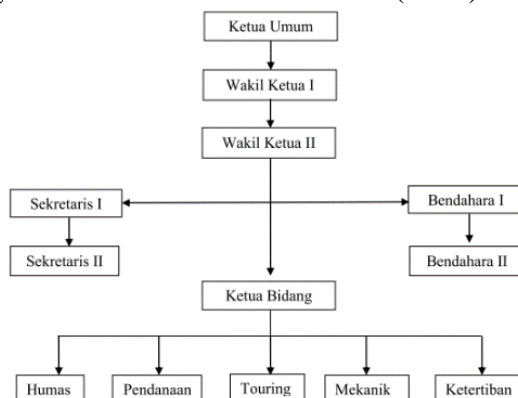 Ketua Umum
Wakil Ketua I
Wakil Ketua II
Sekretaris I
Bendahara I
Sekretaris II
Bendahara II
Ketua Bidang
Humas
Pendanaan
Touring
Mekanik
Ketertiban